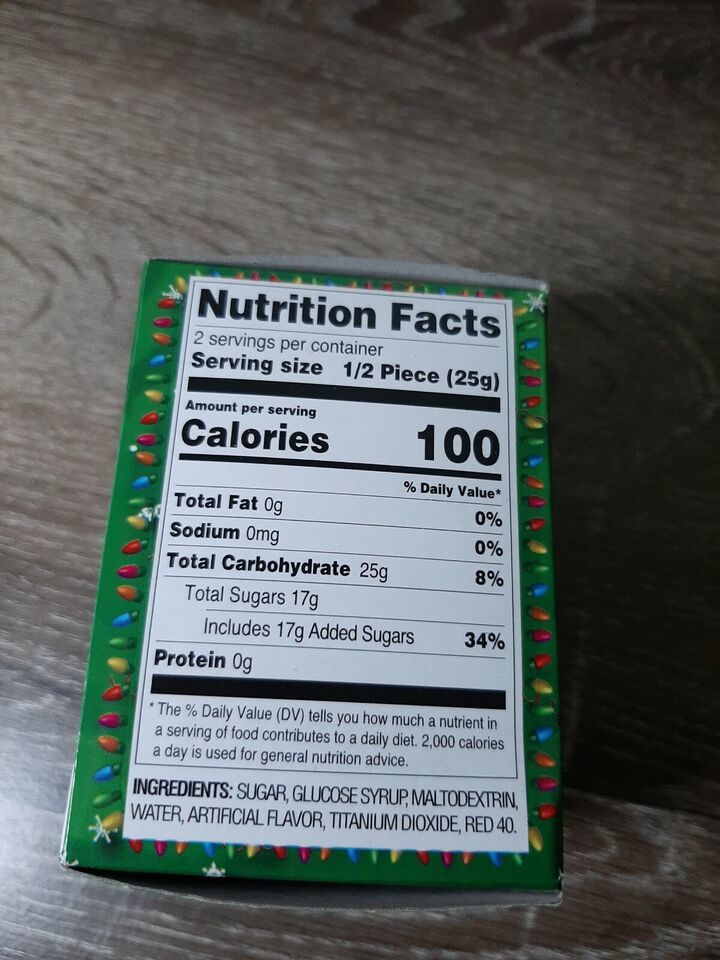 Nutrition Facts
2 servings per container
Serving size 1/2 Piece (25g)
Amount per serving
Calories 100
% Daily Value*
Total Fat 0g 0%
Sodium 0mg 0%
Total Carbohydrate 25g 8%
Total Sugars 17g
Includes 17g Added Sugars 34%
Protein 0g
* The % Daily Value (DV) tells you how much a nutrient in
a serving of food contributes to a daily diet. 2,000 calories
a day is used for general nutrition advice.
INGREDIENTS: SUGAR, GLUCOSE SYRUP, MALTODEXTRIN,
WATER, ARTIFICIAL FLAVOR, TITANIUM DIOXIDE, RED 40.